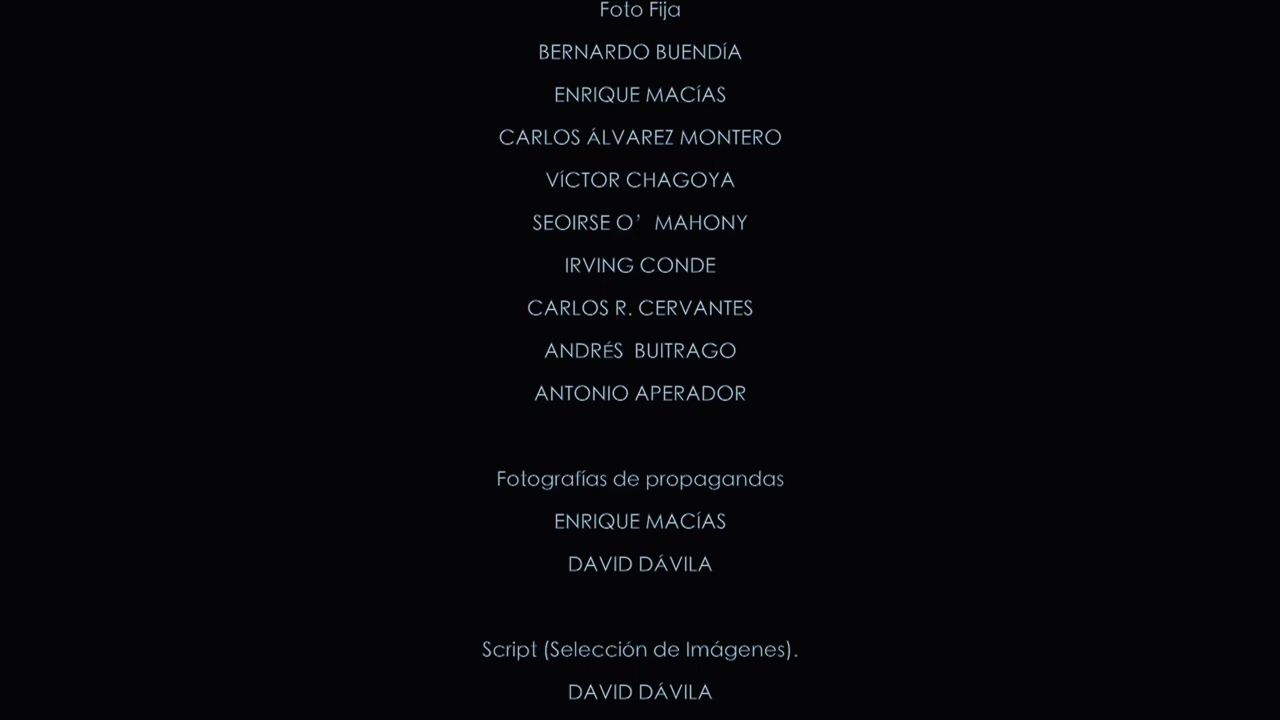 Foto Fija
BERNARDO BUENDÍA
ENRIQUE MACÍAS
CARLOS ÁLVAREZ MONTERO
VÍCTOR CHAGOYA
SEOIRSE O’ MAHONY
IRVING CONDE
CARLOS R. CERVANTES
ANDRÉS BUITRAGO
ANTONIO APERADOR
Fotografías de propagandas
ENRIQUE MACÍAS
DAVID DÁVILA
Script (Selección de Imágenes).
DAVID DÁVILA